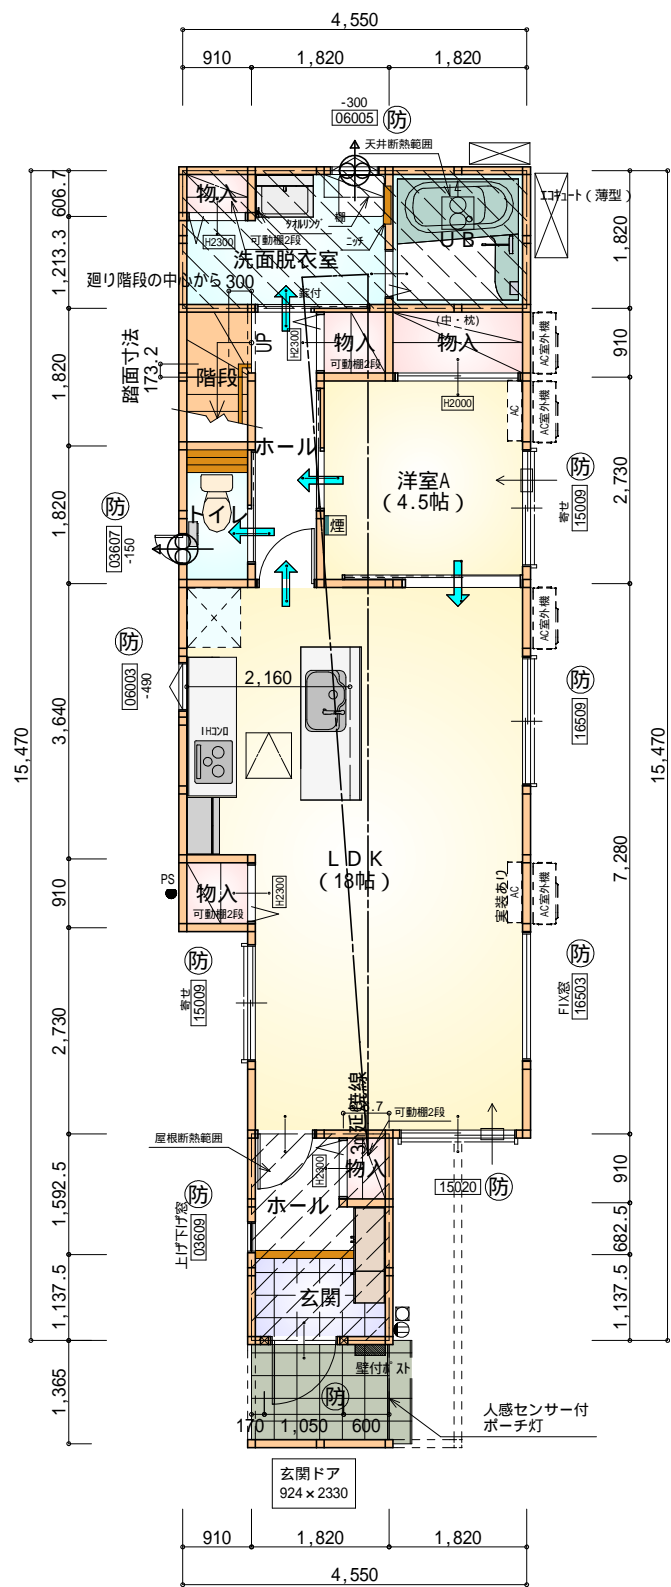 4,550
910
1,820
1,820
-300
06005
防
天井断熱範囲
606.7
1,213.3
1,820
1,820
3,640
910
2,730
1,592.5
1,137.5
1,365
15,470
物入
H2300
可動棚2段
タオルリング
棚
ニッチ
洗面脱衣室
UB
エコキュート(薄型)
1,820
910
2,730
7,280
910
682.5
1,137.5
15,470
廻り階段の中心から300
踏面寸法
173.2
UP
階段
物入
可動棚2段
H2300
(中・枕)
物入
H2000
AC室外機
AC
AC室外機
ホール
洋室A
(4.5帖)
煙
防
寄せ
15009
トイレ
防
03607
-150
AC室外機
防
06003
-490
2,160
IHコンロ
防
16509
LDK
(18帖)
実装あり
AC
AC室外機
PS
物入
可動棚2段
H2300
防
寄せ
15009
防
FIX窓
16503
延焼線
可動棚2段
屋根断熱範囲
H2300
物入
ホール
15020
防
防
上げ下げ窓
03609
玄関
壁付ポスト
防
170
1,050
600
人感センサー付
ポーチ灯
玄関ドア
924×2330
910
1,820
1,820
4,550